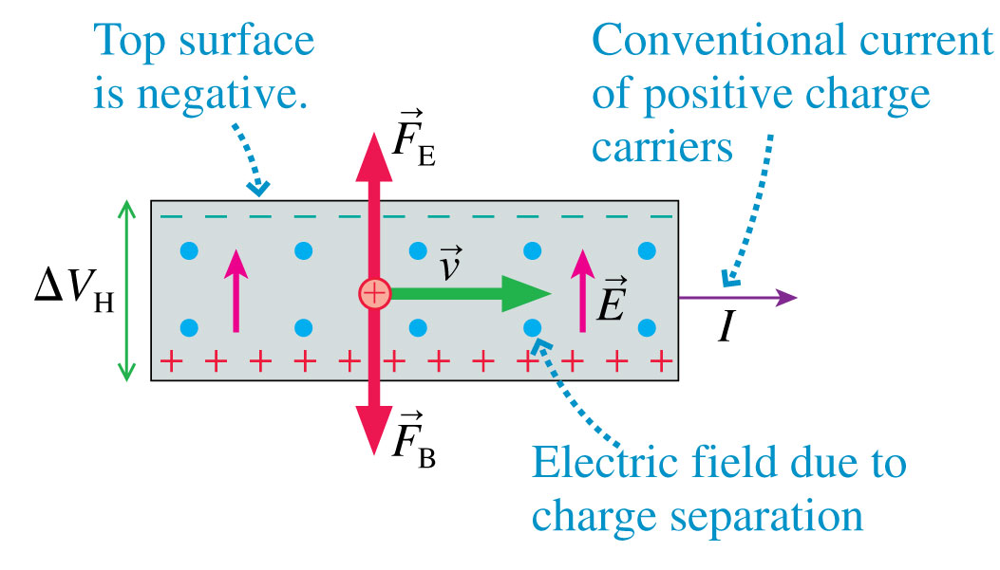 Top surface
is negative.
Conventional current
of positive charge
carriers
F⃗E
− − − − − − − − − − − −
v⃗
ΔVH
+
E⃗
I
+ + + + + + + + + + + +
F⃗B
Electric field due to
charge separation